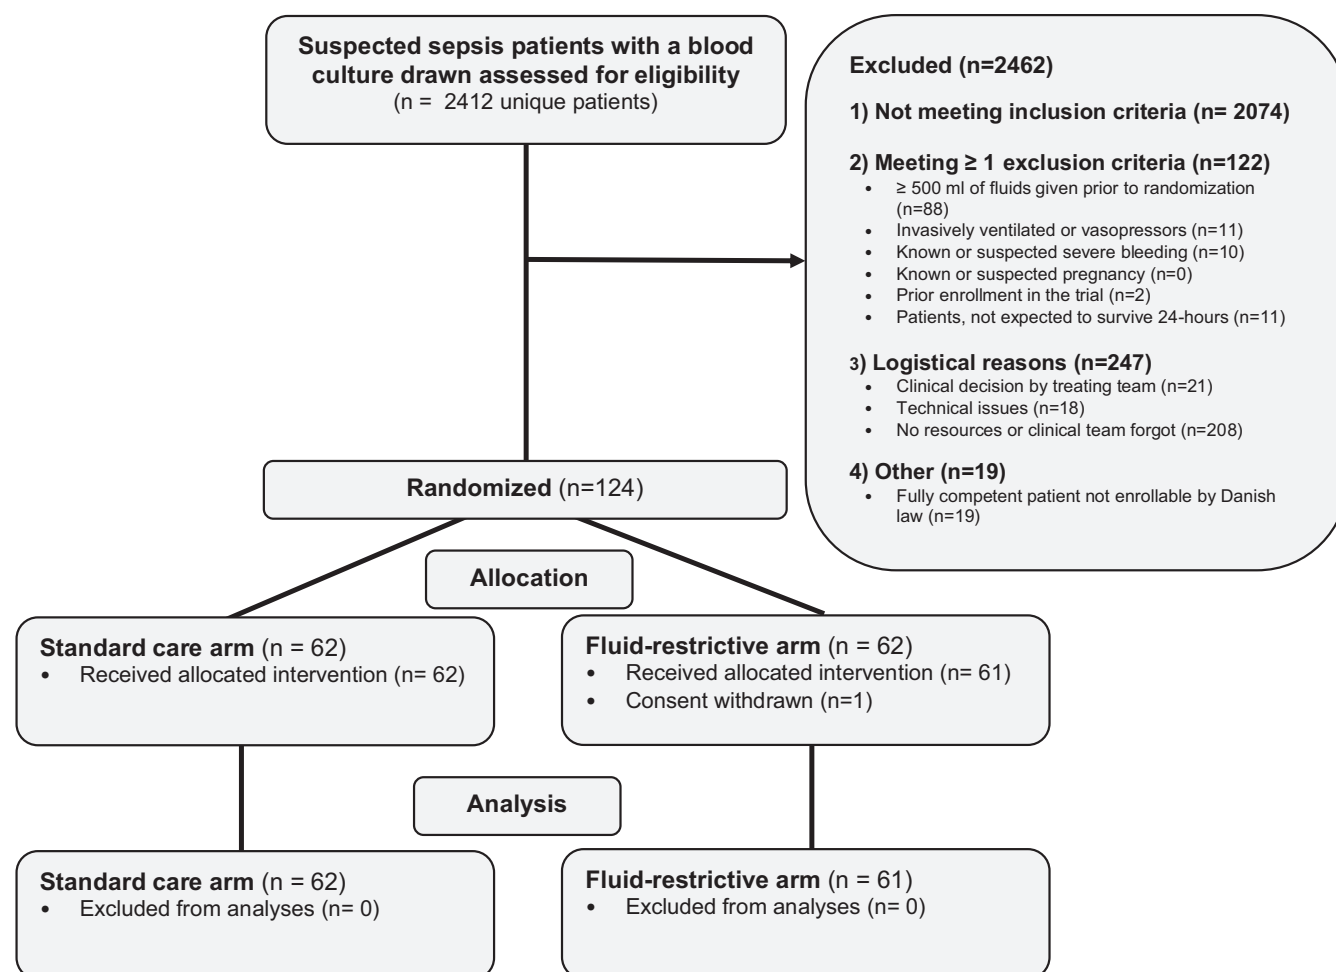 Suspected sepsis patients with a blood
culture drawn assessed for eligibility
(n = 2412 unique patients)
Excluded (n=2462)
1) Not meeting inclusion criteria (n= 2074)
2) Meeting ≥ 1 exclusion criteria (n=122)
• ≥ 500 ml of fluids given prior to randomization
(n=88)
• Invasively ventilated or vasopressors (n=11)
• Known or suspected severe bleeding (n=10)
• Known or suspected pregnancy (n=0)
• Prior enrollment in the trial (n=2)
• Patients, not expected to survive 24-hours (n=11)
3) Logistical reasons (n=247)
• Clinical decision by treating team (n=21)
• Technical issues (n=18)
• No resources or clinical team forgot (n=208)
4) Other (n=19)
• Fully competent patient not enrollable by Danish
law (n=19)
Randomized (n=124)
Allocation
Standard care arm (n = 62)
• Received allocated intervention (n= 62)
Fluid-restrictive arm (n = 62)
• Received allocated intervention (n= 61)
• Consent withdrawn (n=1)
Analysis
Standard care arm (n = 62)
• Excluded from analyses (n= 0)
Fluid-restrictive arm (n = 61)
• Excluded from analyses (n= 0)